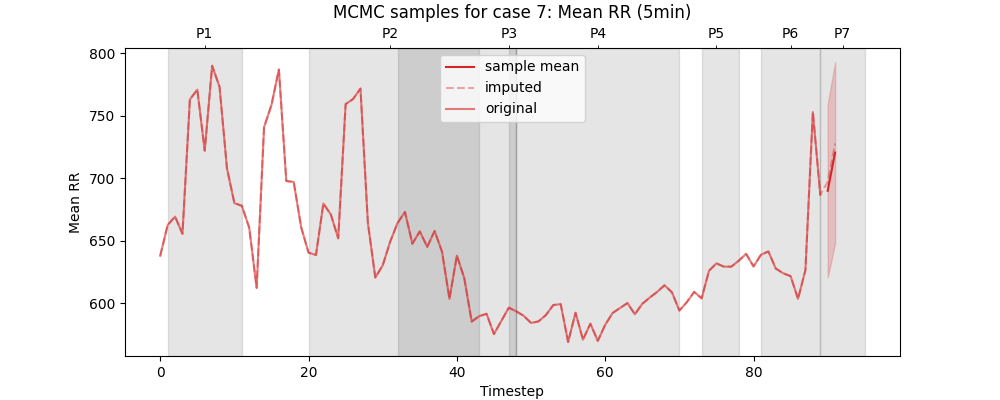 MCMC samples for case 7: Mean RR (5min)
P1 P2 P3 P4 P5 P6 P7
sample mean
imputed
original
Mean RR
800
750
700
650
600
0 20 40 60 80
Timestep